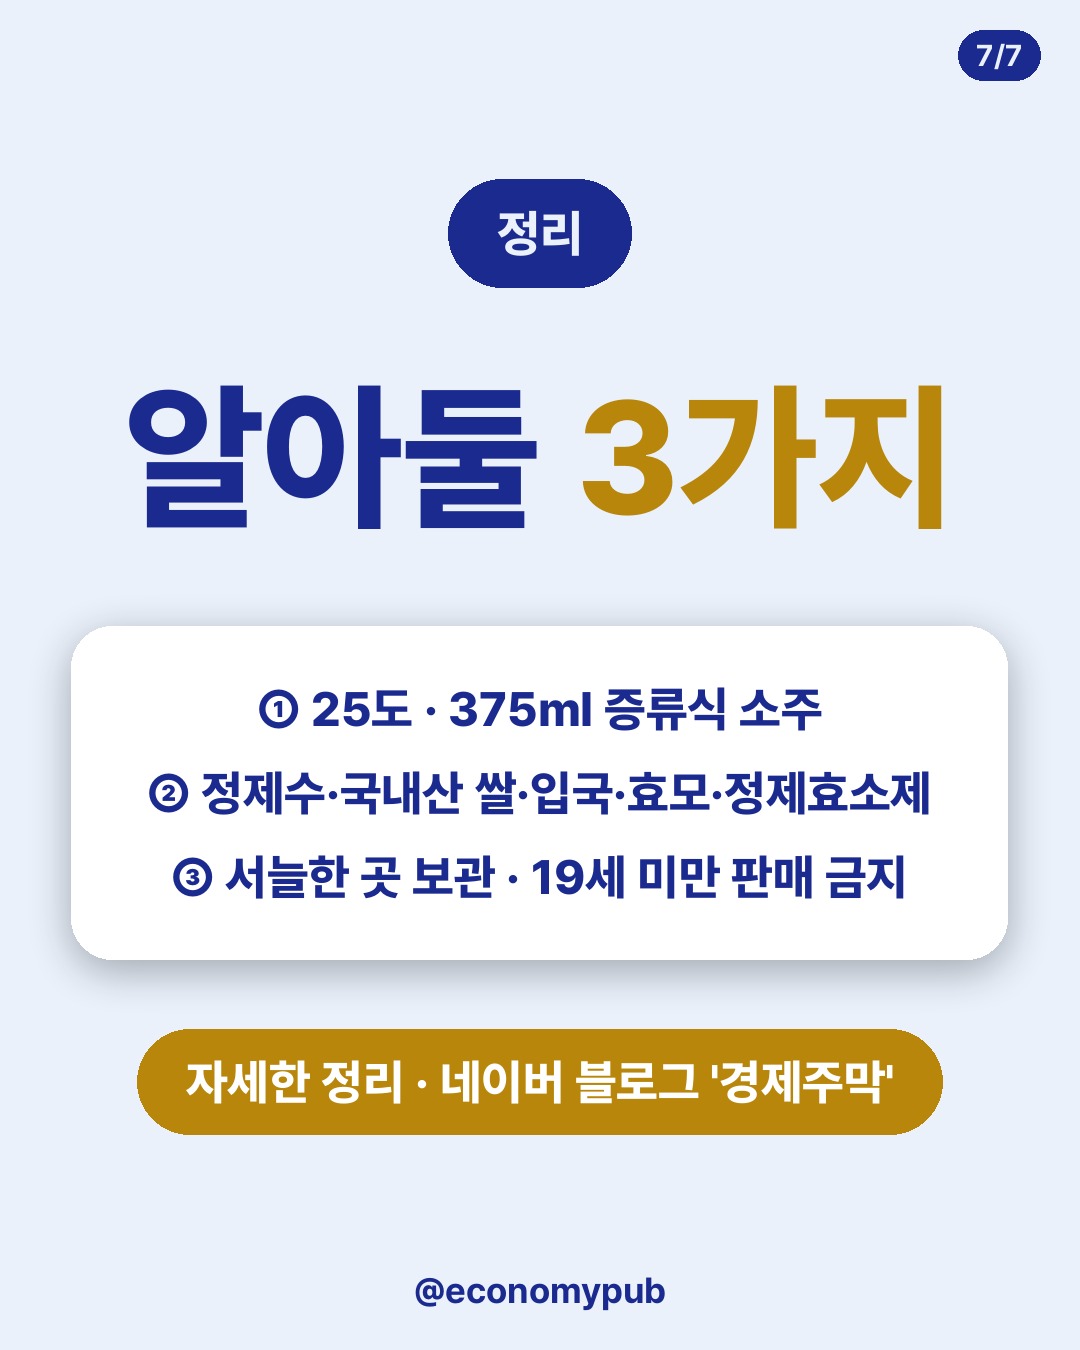 7/7
정리
알아둘 3가지
① 25도 · 375ml 증류식 소주
② 정제수·국내산 쌀·입국·효모·정제효소제
③ 서늘한 곳 보관 · 19세 미만 판매 금지
자세한 정리 · 네이버 블로그 '경제주막'
@economypub